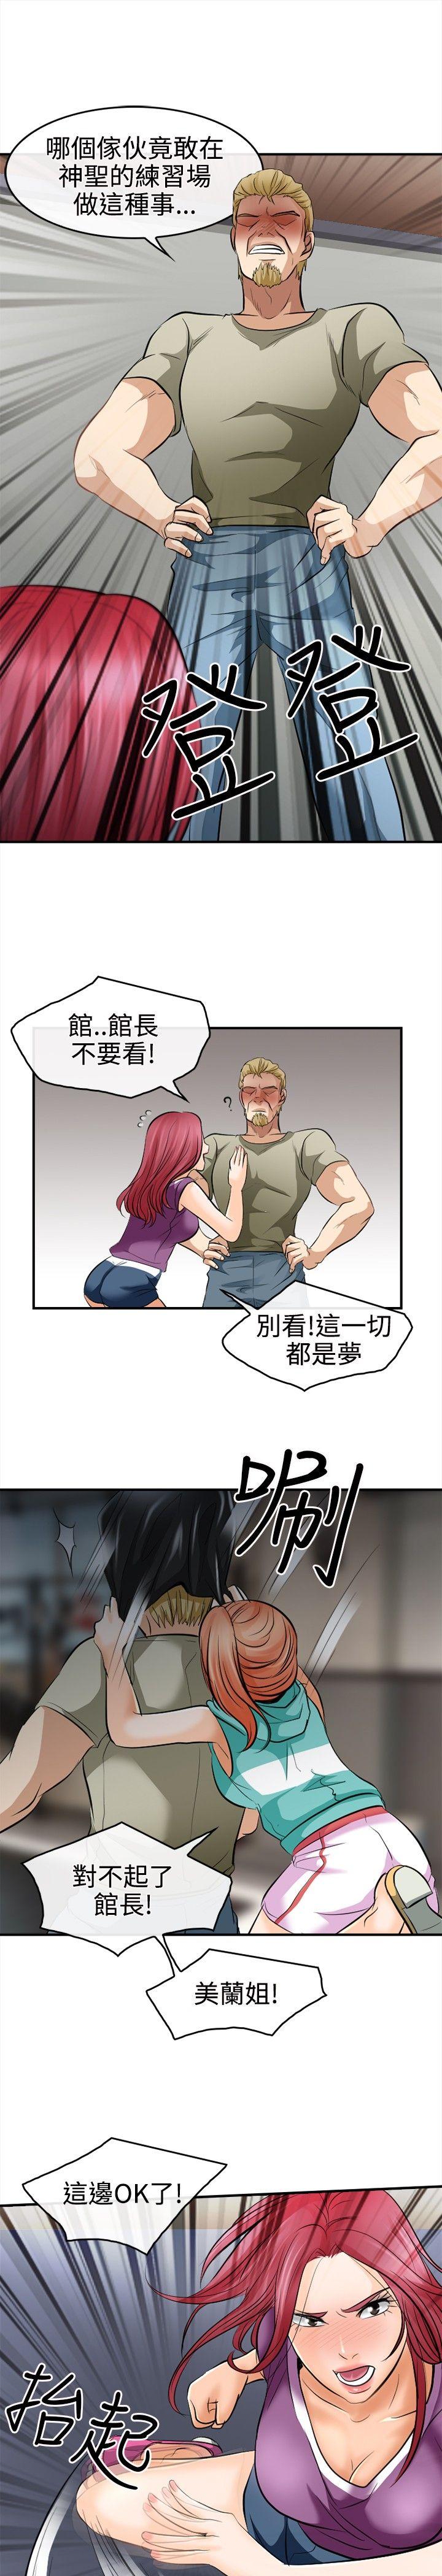 哪個傢伙竟敢在
神聖的練習場
做這種事...
登登
館..館長
不要看!
?
別看!這一切
都是夢
唰
對不起了
館長!
美蘭姐!
這邊OK了!
抬起